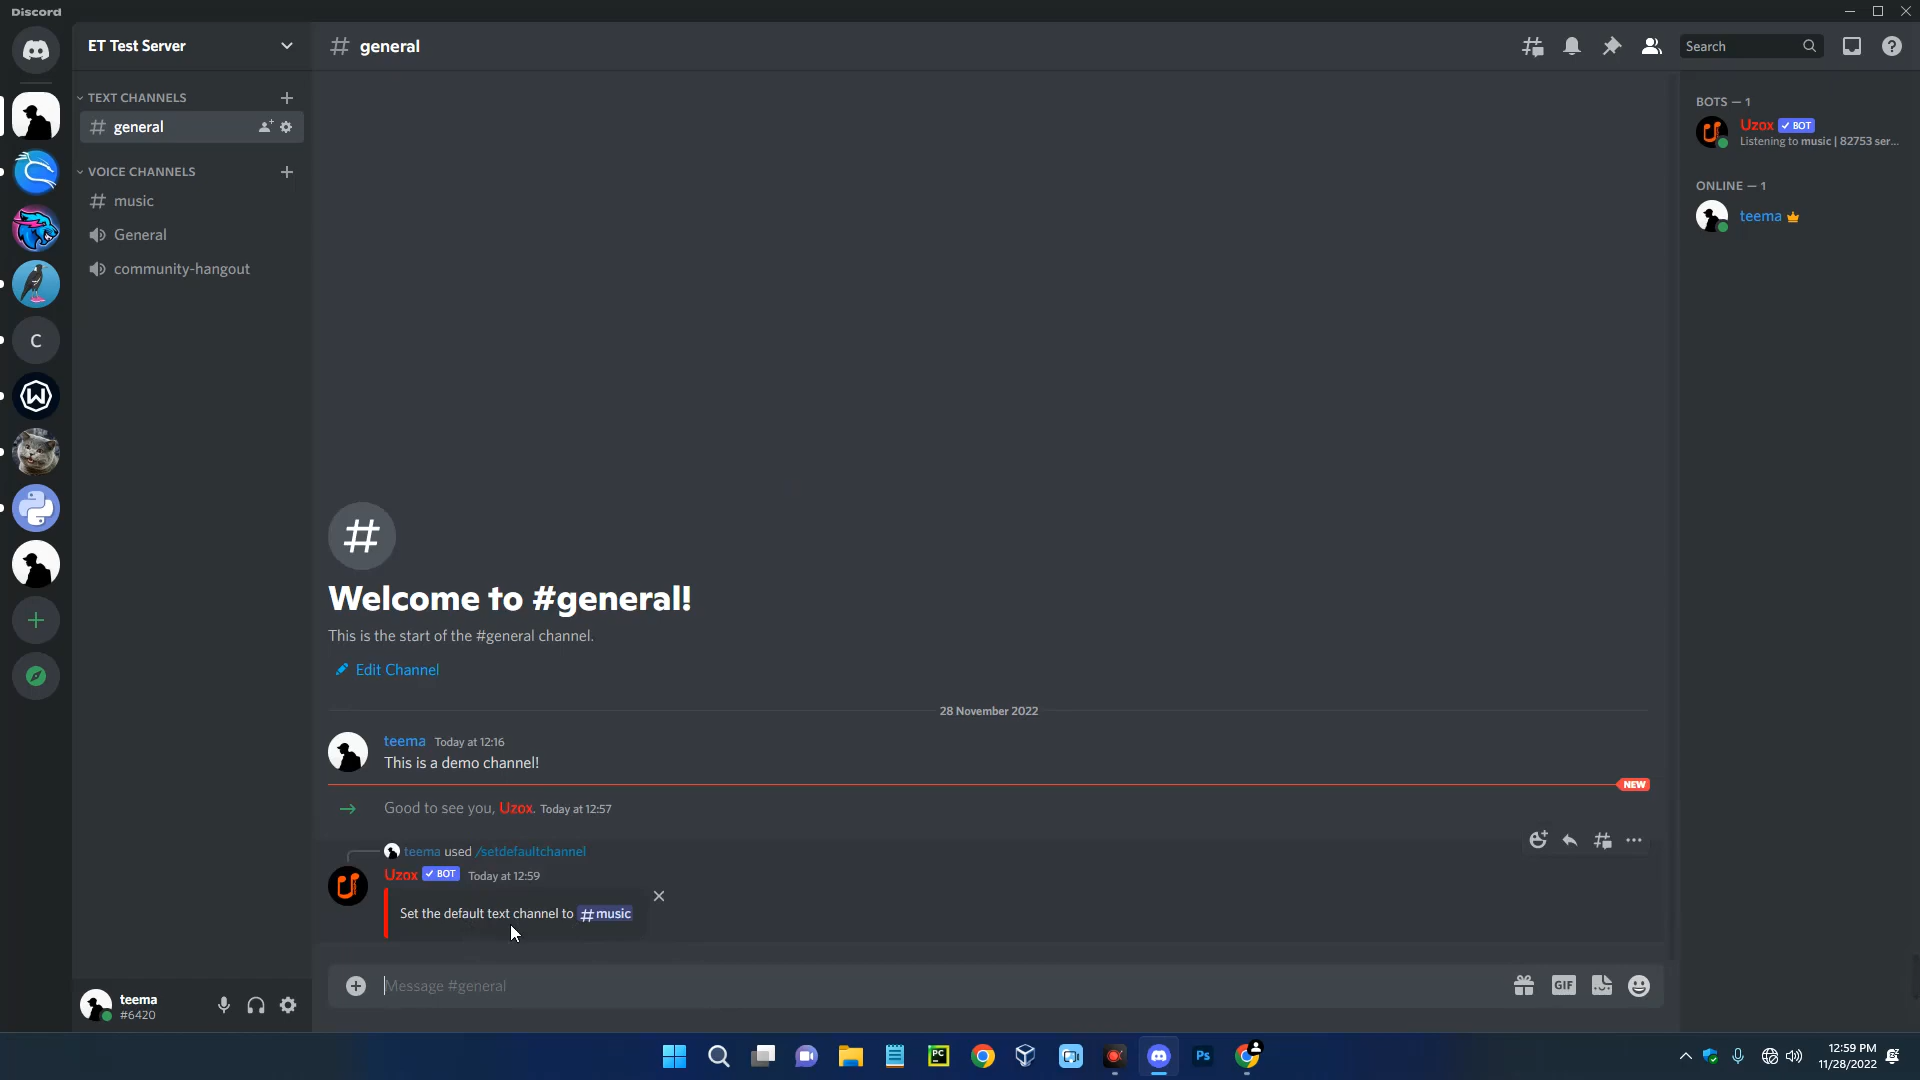 Discord
ET Test Server
# general
Search
TEXT CHANNELS
# general
VOICE CHANNELS
# music
General
community-hangout
BOTS — 1
Uzox ✓ BOT
Listening to music | 82753 ser...
ONLINE — 1
teema
C
W
#
Welcome to #general!
This is the start of the #general channel.
Edit Channel
28 November 2022
teema Today at 12:16
This is a demo channel!
NEW
Good to see you, Uzox. Today at 12:57
teema used /setdefaultchannel
Uzox ✓ BOT Today at 12:59
Set the default text channel to #music
Message #general
GIF
teema
#6420
PC
Ps
12:59 PM
11/28/2022